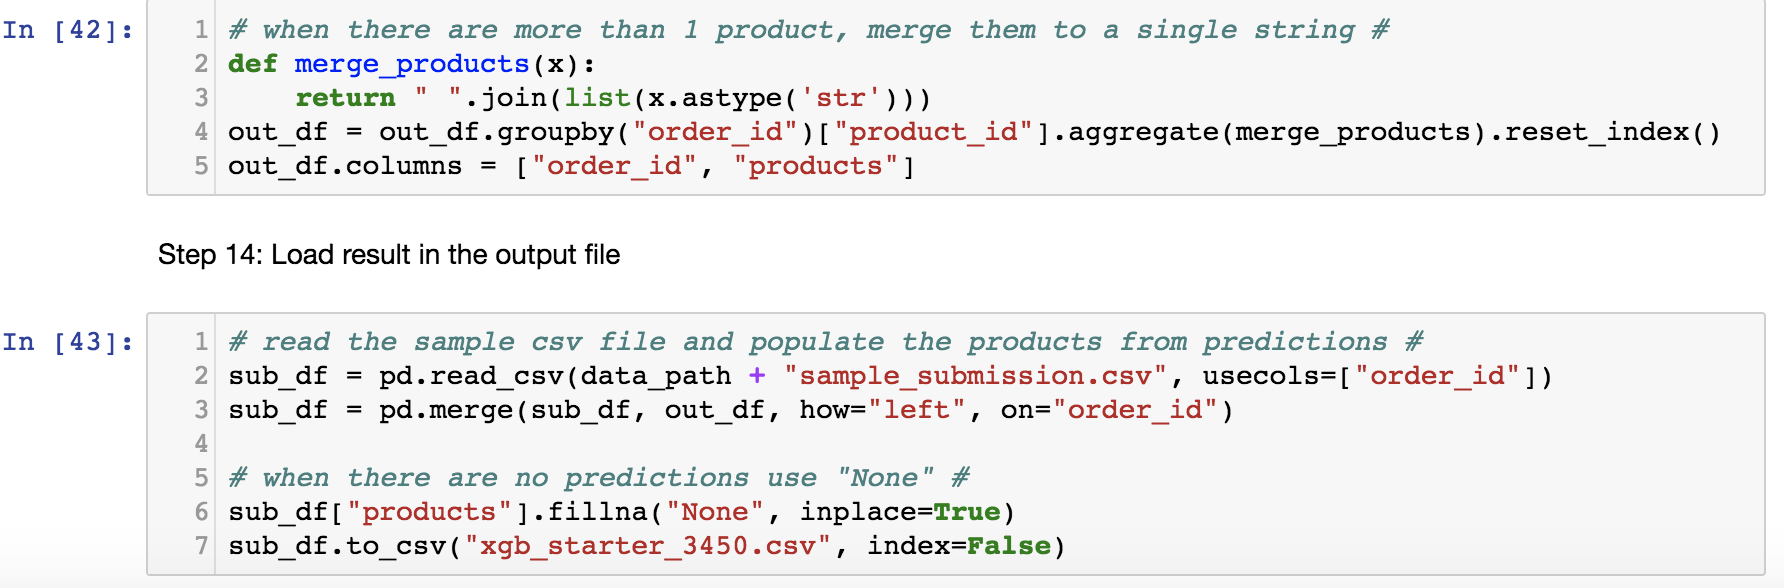 In [42]:
1 # when there are more than 1 product, merge them to a single string #
2 def merge_products(x):
3     return " ".join(list(x.astype('str')))
4 out_df = out_df.groupby("order_id")["product_id"].aggregate(merge_products).reset_index()
5 out_df.columns = ["order_id", "products"]
Step 14: Load result in the output file
In [43]:
1 # read the sample csv file and populate the products from predictions #
2 sub_df = pd.read_csv(data_path + "sample_submission.csv", usecols=["order_id"])
3 sub_df = pd.merge(sub_df, out_df, how="left", on="order_id")
4
5 # when there are no predictions use "None" #
6 sub_df["products"].fillna("None", inplace=True)
7 sub_df.to_csv("xgb_starter_3450.csv", index=False)